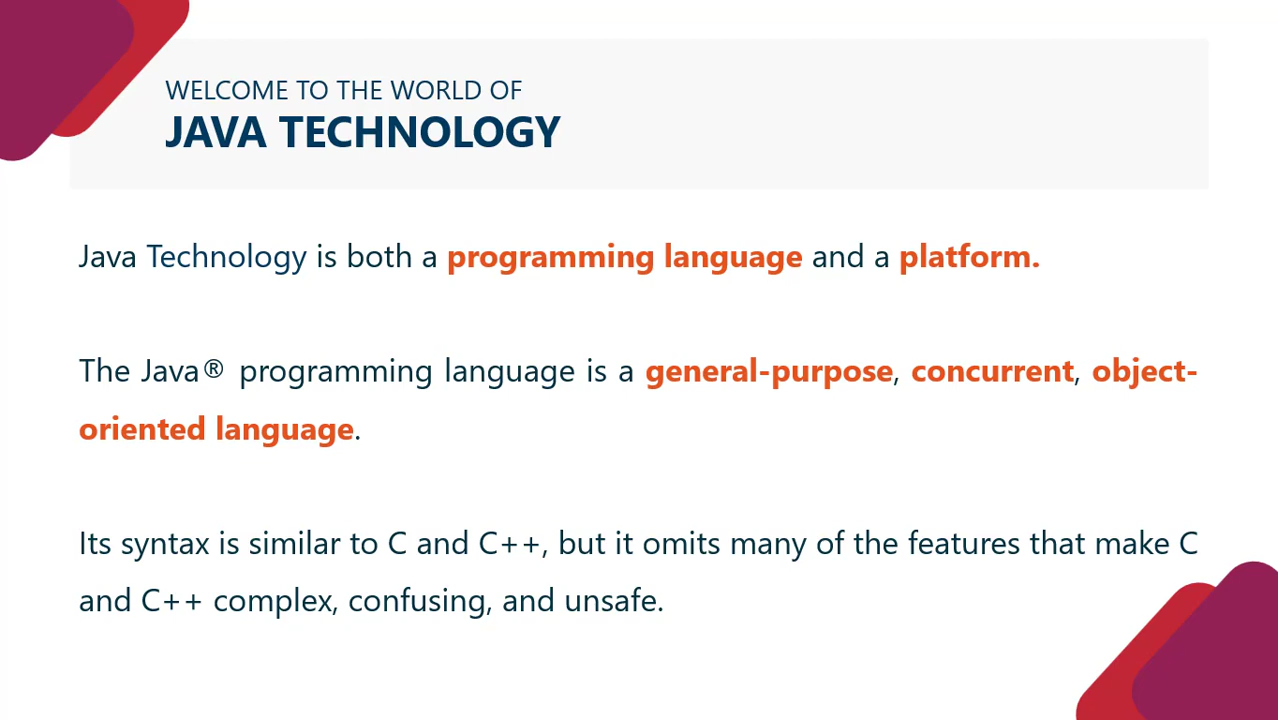 WELCOME TO THE WORLD OF
JAVA TECHNOLOGY
Java Technology is both a programming language and a platform.
The Java® programming language is a general-purpose, concurrent, object-
oriented language.
Its syntax is similar to C and C++, but it omits many of the features that make C
and C++ complex, confusing, and unsafe.